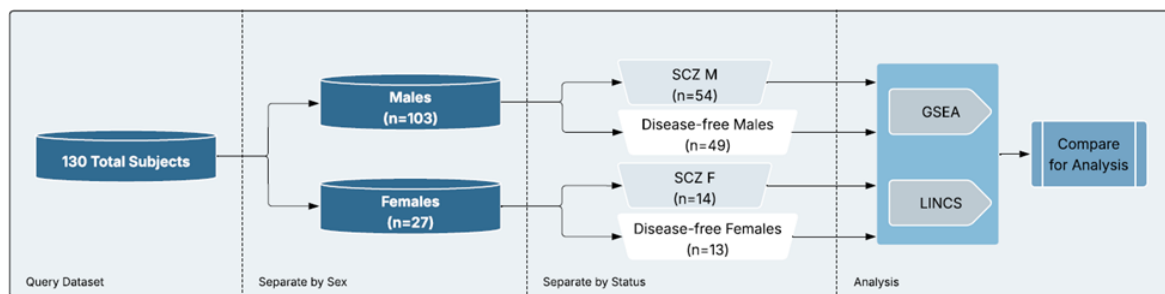 130 Total Subjects
Males
(n=103)
Females
(n=27)
SCZ M
(n=54)
Disease-free Males
(n=49)
SCZ F
(n=14)
Disease-free Females
(n=13)
GSEA
LINCS
Compare
for Analysis
Query Dataset
Separate by Sex
Separate by Status
Analysis